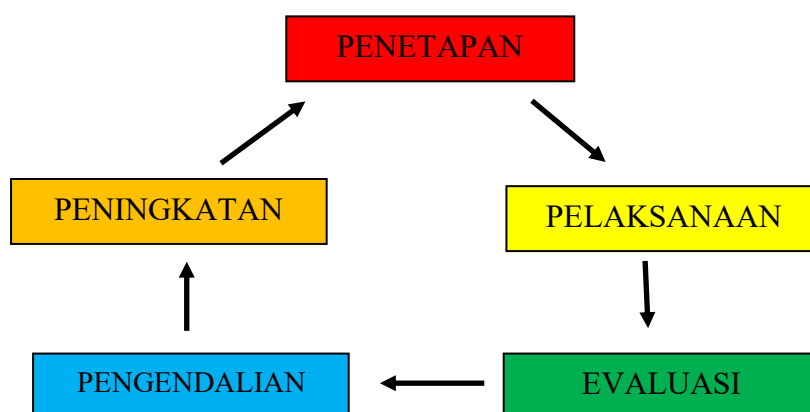 PENETAPAN
PENINGKATAN
PELAKSANAAN
PENGENDALIAN
EVALUASI